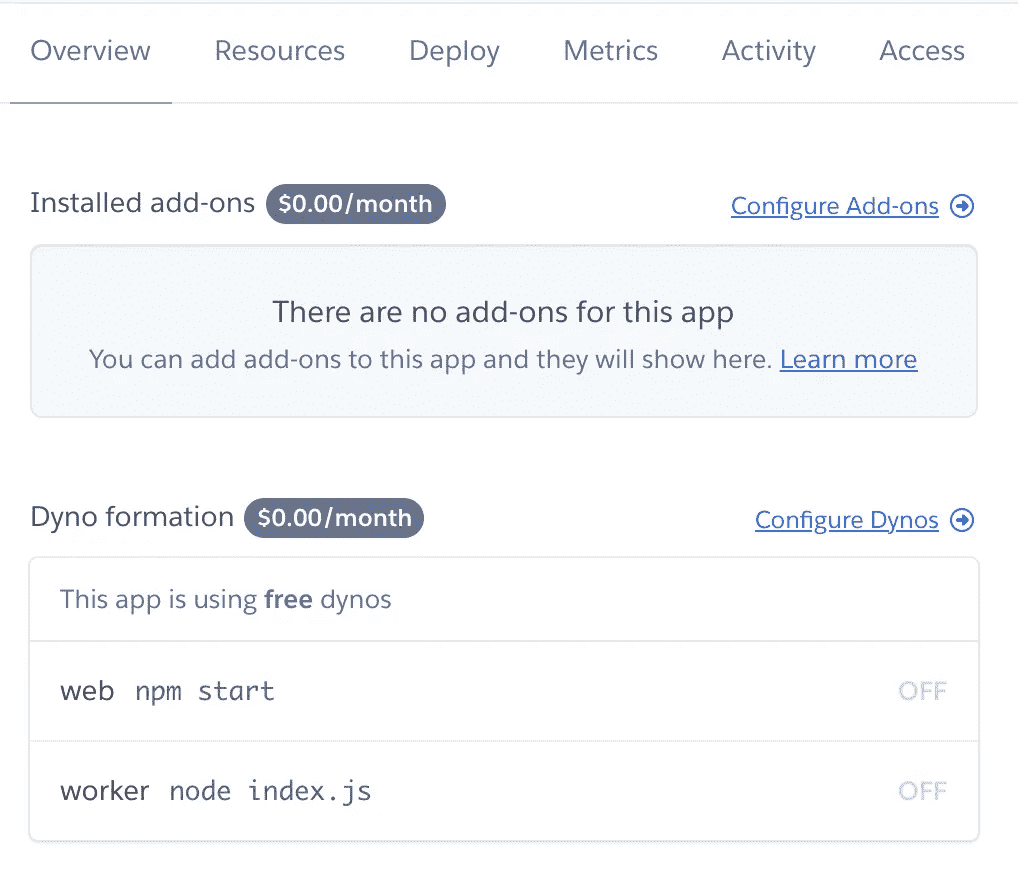 Overview Resources Deploy Metrics Activity Access
Installed add-ons $0.00/month Configure Add-ons
There are no add-ons for this app
You can add add-ons to this app and they will show here. Learn more
Dyno formation $0.00/month Configure Dynos
This app is using free dynos
web npm start OFF
worker node index.js OFF